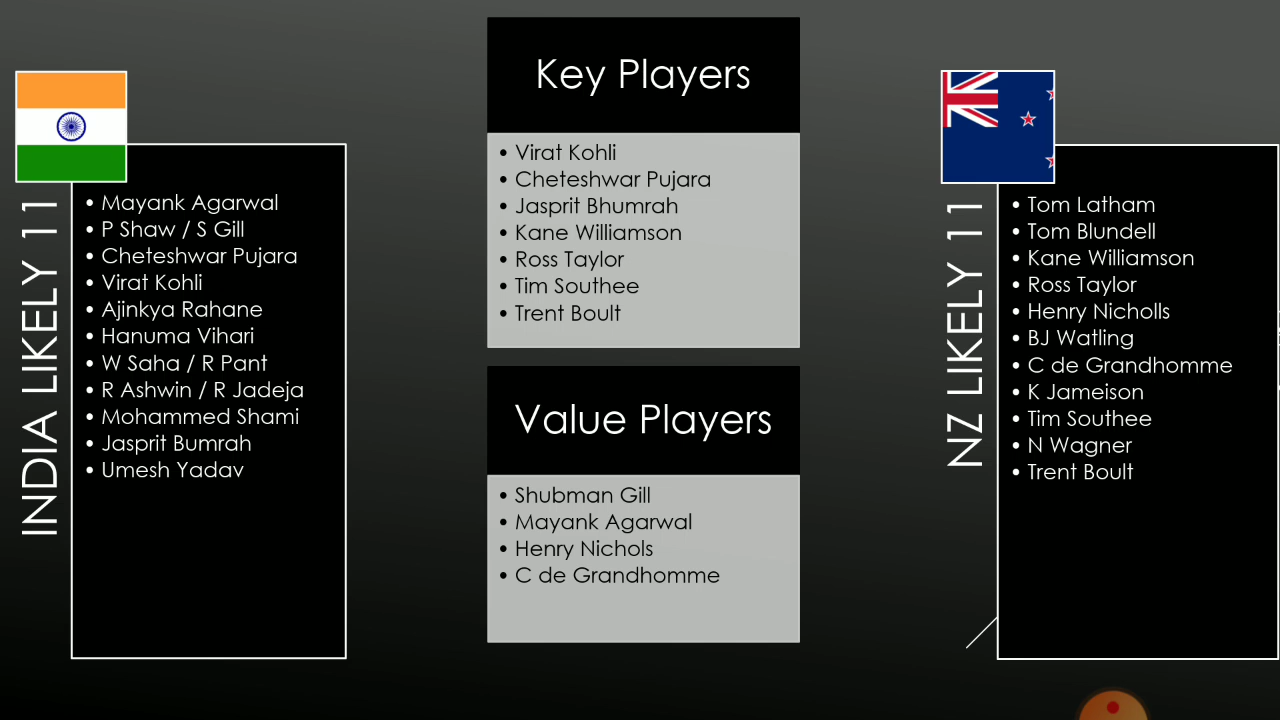 INDIA LIKELY 11
• Mayank Agarwal
• P Shaw / S Gill
• Cheteshwar Pujara
• Virat Kohli
• Ajinkya Rahane
• Hanuma Vihari
• W Saha / R Pant
• R Ashwin / R Jadeja
• Mohammed Shami
• Jasprit Bumrah
• Umesh Yadav
Key Players
• Virat Kohli
• Cheteshwar Pujara
• Jasprit Bhumrah
• Kane Williamson
• Ross Taylor
• Tim Southee
• Trent Boult
Value Players
• Shubman Gill
• Mayank Agarwal
• Henry Nichols
• C de Grandhomme
NZ LIKELY 11
• Tom Latham
• Tom Blundell
• Kane Williamson
• Ross Taylor
• Henry Nicholls
• BJ Watling
• C de Grandhomme
• K Jameison
• Tim Southee
• N Wagner
• Trent Boult